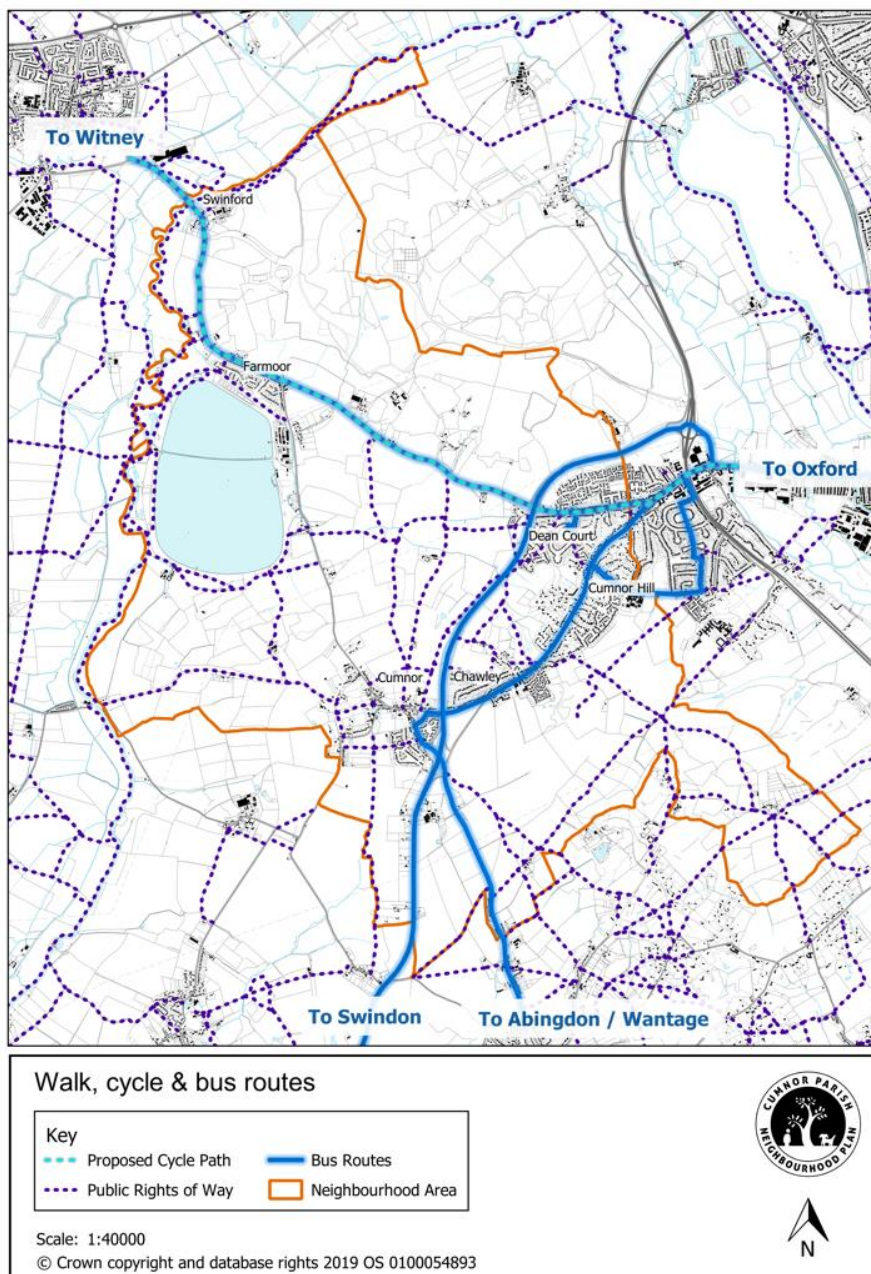 To Witney
Swinford
Farmoor
To Oxford
Dean Court
Cumnor Hill
Cumnor
Chawley
To Swindon
To Abingdon / Wantage
Walk, cycle & bus routes
Key
Proposed Cycle Path
Bus Routes
Public Rights of Way
Neighbourhood Area
Scale: 1:40000
© Crown copyright and database rights 2019 OS 0100054893
CUMNOR PARISH
NEIGHBOURHOOD PLAN
N